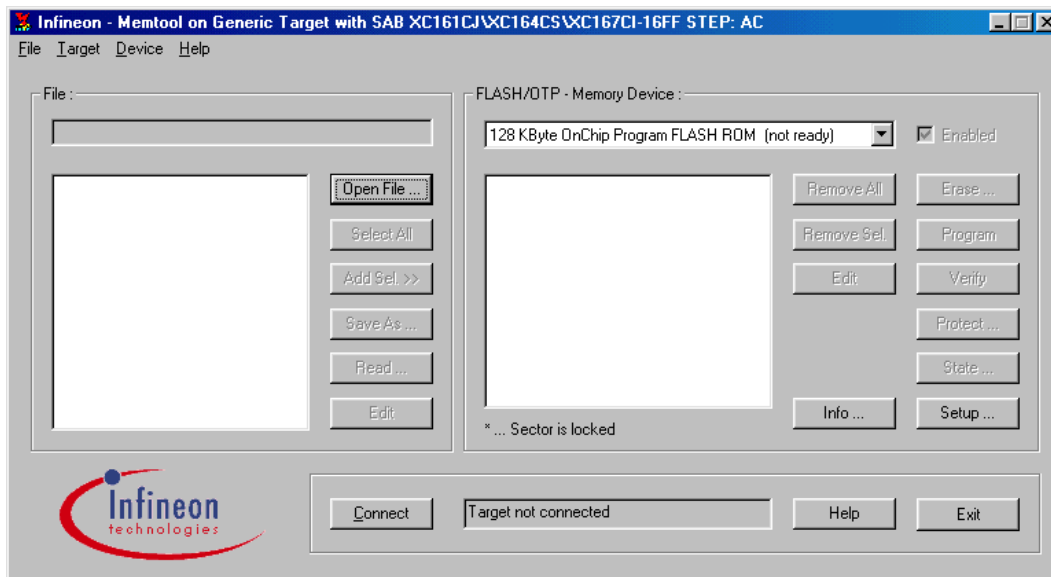 Infineon - Memtool on Generic Target with SAB XC161CJ\XC164CS\XC167CI-16FF STEP: AC
File Target Device Help
File :
FLASH/OTP - Memory Device :
128 KByte OnChip Program FLASH ROM (not ready)
Enabled
Open File ...
Remove All
Erase ...
Select All
Remove Sel.
Program
Add Sel. >>
Edit
Verify
Save As ...
Protect ...
Read ...
State ...
Edit
Info ...
Setup ...
* ... Sector is locked
Infineon
technologies
Connect
Target not connected
Help
Exit